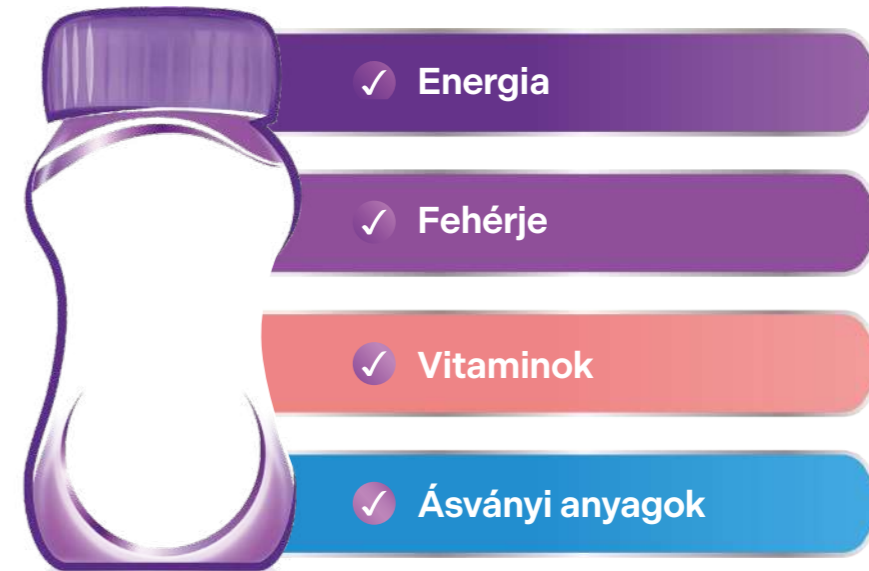 ✓ Energia
✓ Fehérje
✓ Vitaminok
✓ Ásványi anyagok